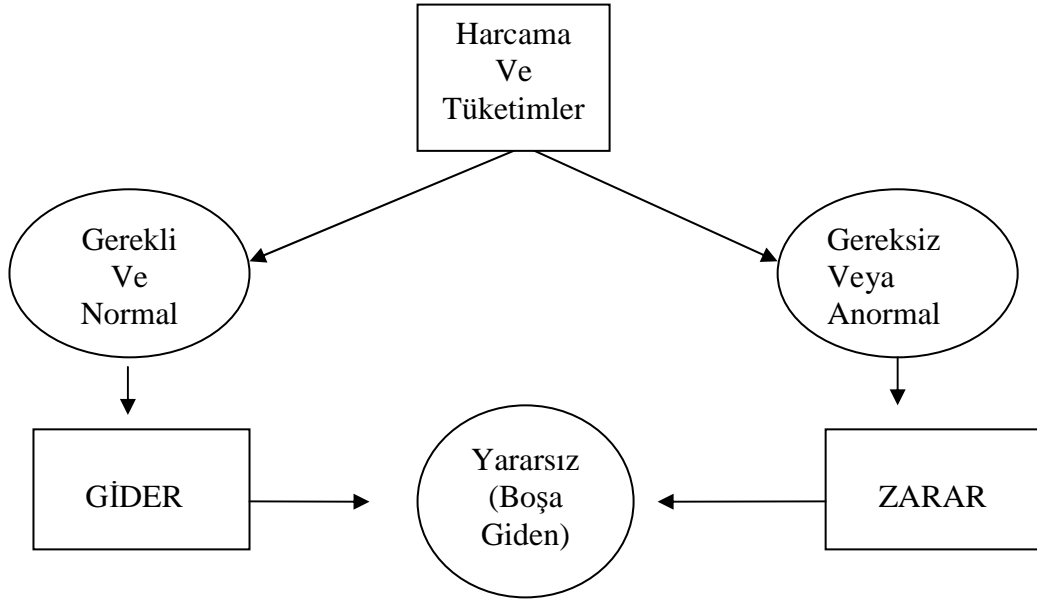 Harcama
Ve
Tüketimler
Gerekli
Ve
Normal
Gereksiz
Veya
Anormal
GİDER
Yararsız
(Boşa
Giden)
ZARAR